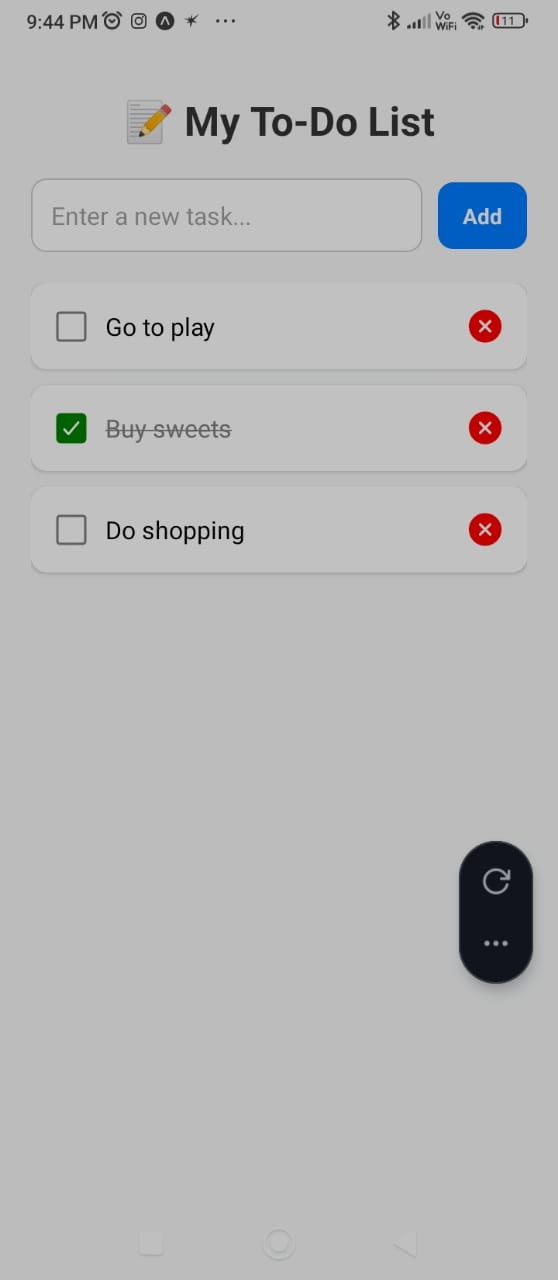 9:44 PM
Vo
WiFi
11
📝 My To-Do List
Enter a new task...
Add
Go to play
Buy sweets
Do shopping